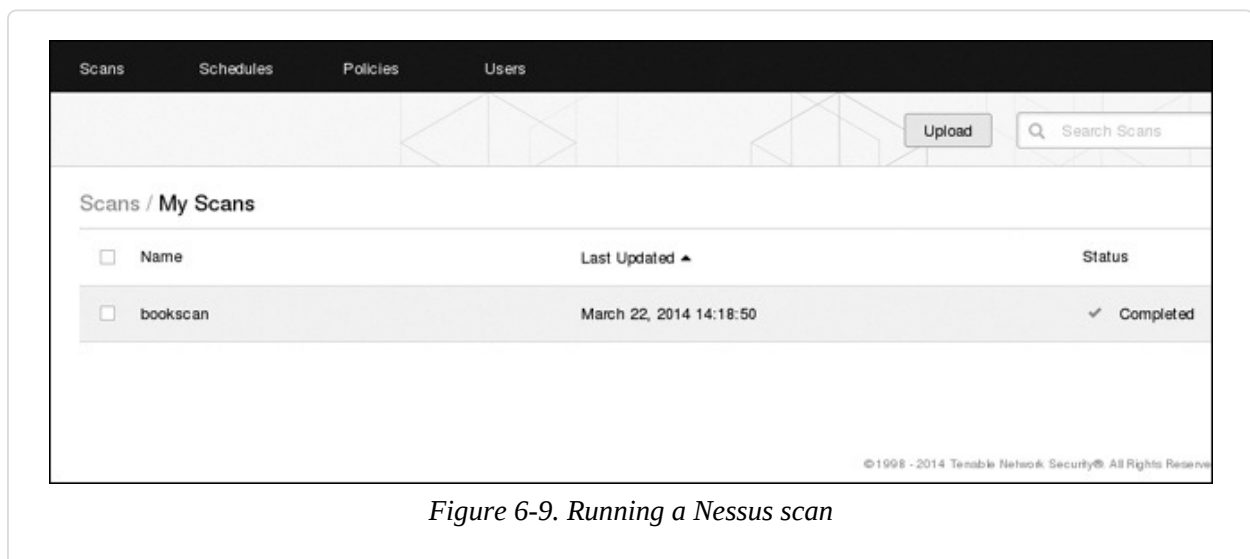 Scans Schedules Policies Users
Upload Search Scans
Scans / My Scans
Name Last Updated Status
bookscan March 22, 2014 14:18:50 Completed
©1998 - 2014 Tenable Network Security®. All Rights Reserve
Figure 6-9. Running a Nessus scan